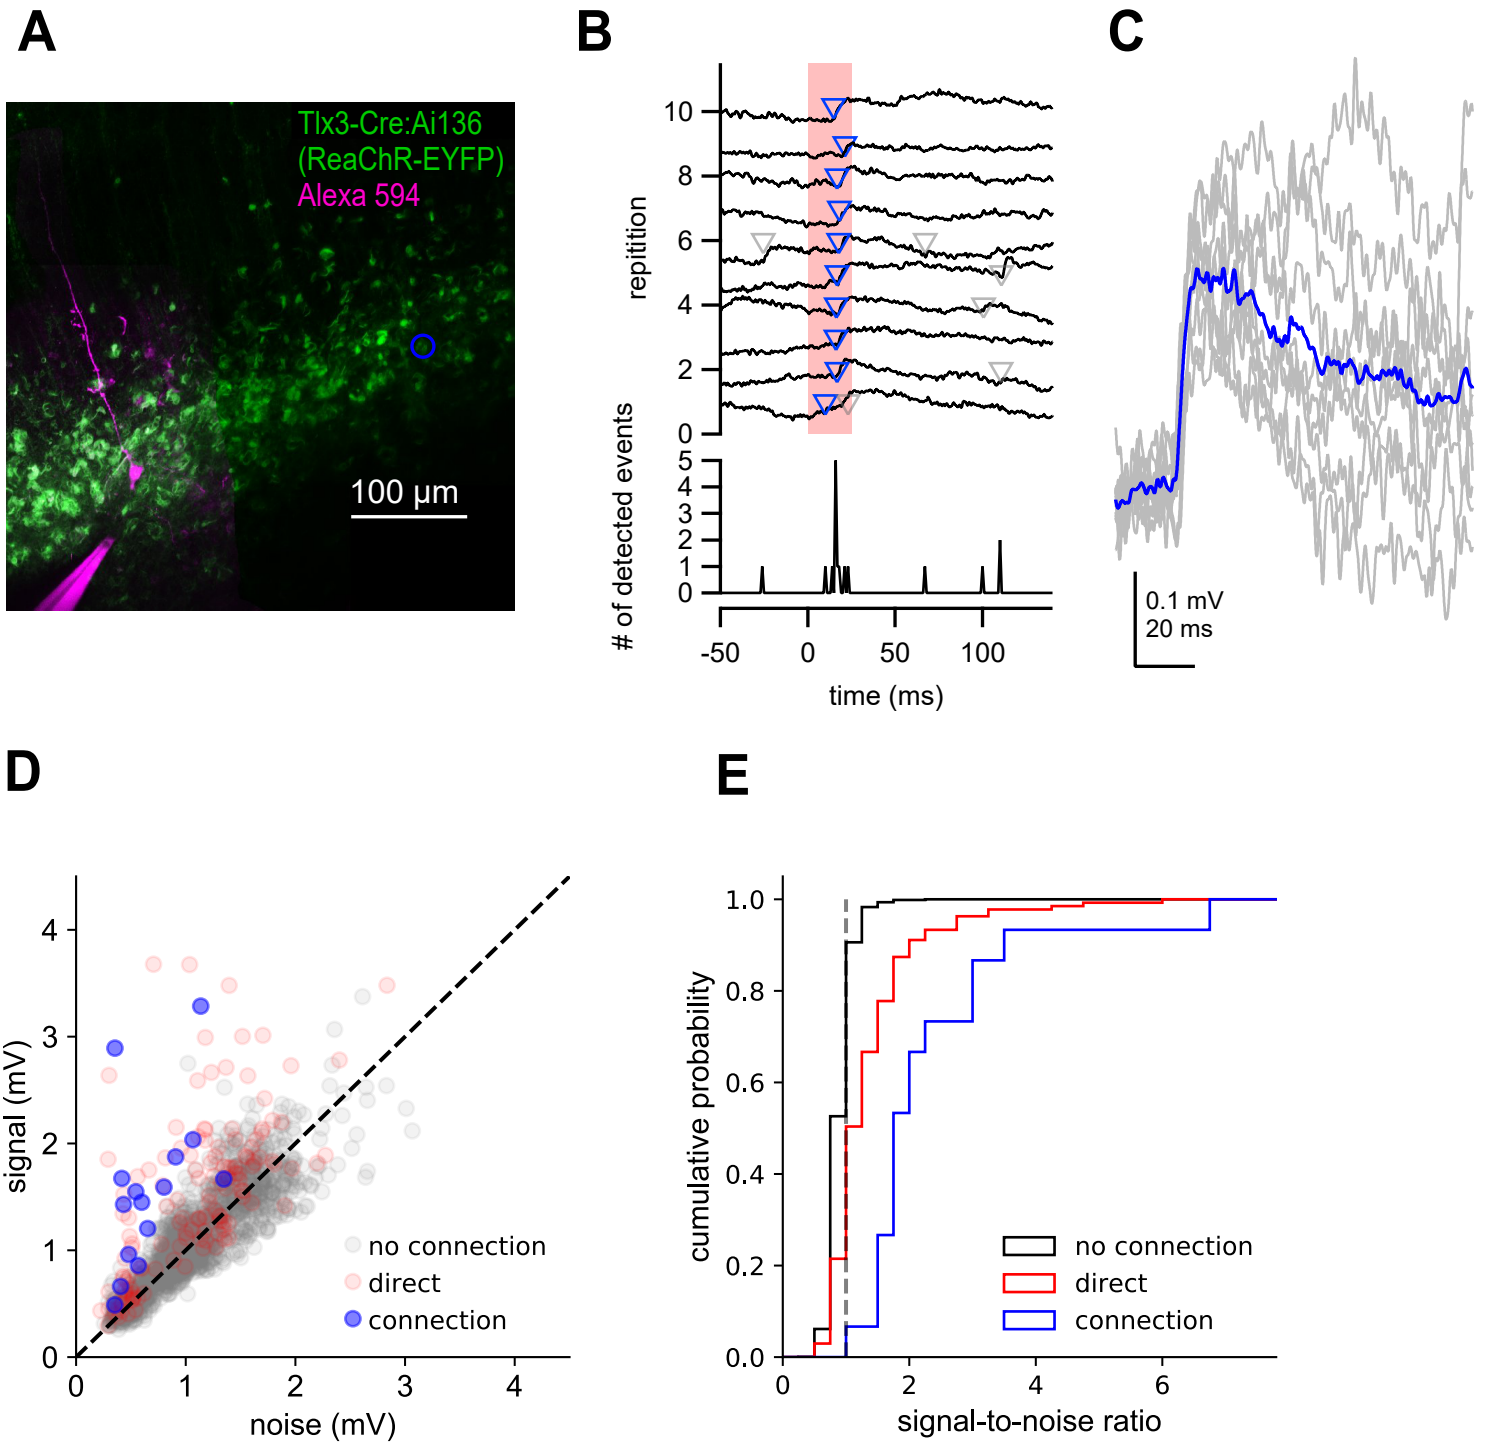 A
Tlx3-Cre:Ai136
(ReaChR-EYFP)
Alexa 594
100 µm
B
repitition
10
8
6
4
2
0
# of detected events
5
4
3
2
1
0
-50
0
50
100
time (ms)
C
0.1 mV
20 ms
D
signal (mV)
4
3
2
1
0
0
1
2
3
4
noise (mV)
no connection
direct
connection
E
cumulative probability
1.0
0.8
0.6
0.4
0.2
0.0
0
2
4
6
signal-to-noise ratio
no connection
direct
connection